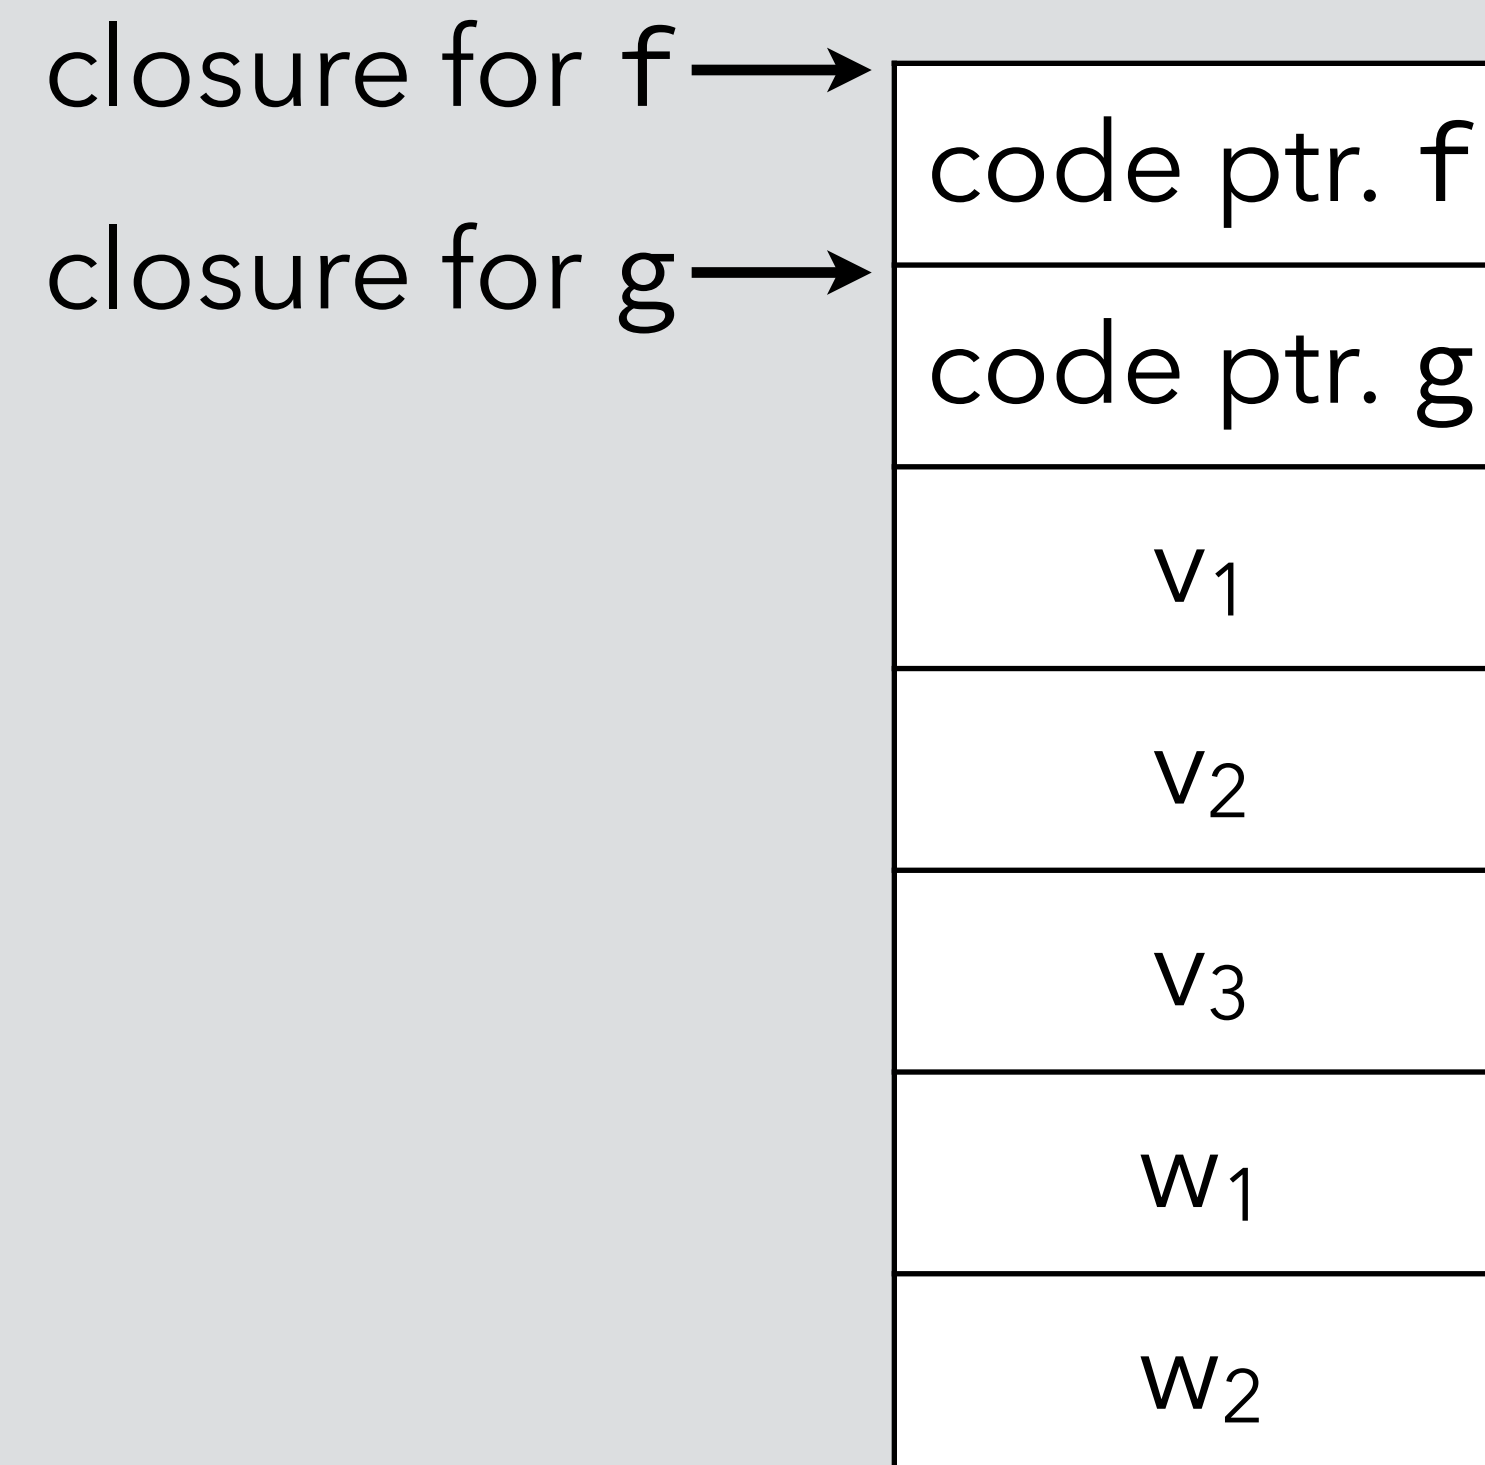 closure for f
code ptr. f
closure for g
code ptr. g
v1
v2
v3
w1
w2